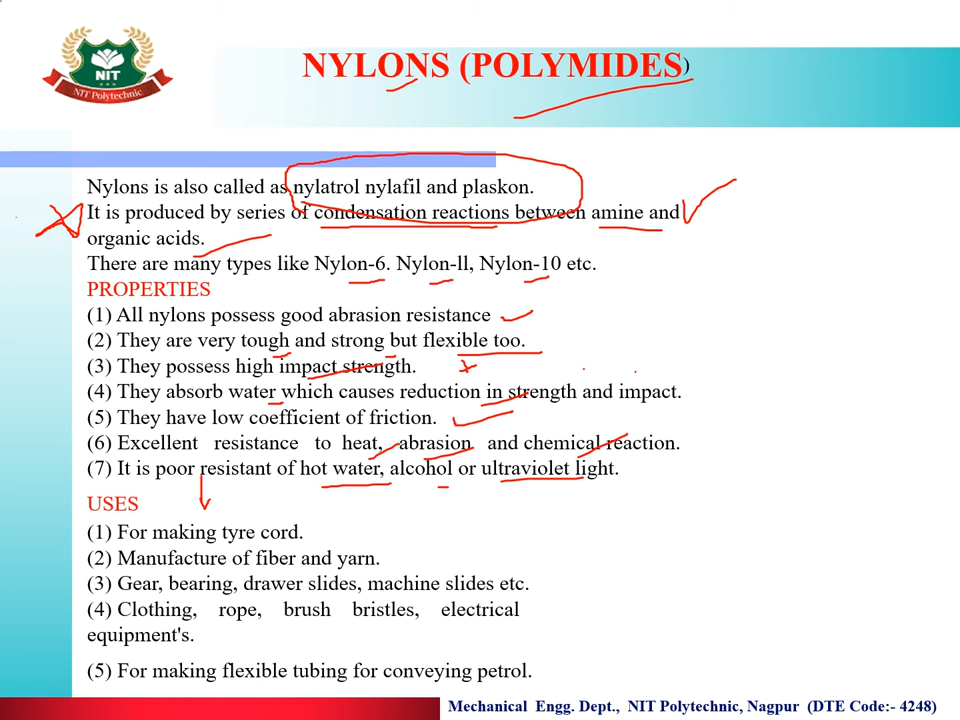 NIT
NIT Polytechnic
NYLONS (POLYMIDES)
Nylons is also called as nylatrol nylafil and plaskon.
It is produced by series of condensation reactions between amine and
organic acids.
There are many types like Nylon-6. Nylon-ll, Nylon-10 etc.
PROPERTIES
(1) All nylons possess good abrasion resistance
(2) They are very tough and strong but flexible too.
(3) They possess high impact strength.
(4) They absorb water which causes reduction in strength and impact.
(5) They have low coefficient of friction.
(6) Excellent resistance to heat, abrasion and chemical reaction.
(7) It is poor resistant of hot water, alcohol or ultraviolet light.
USES
(1) For making tyre cord.
(2) Manufacture of fiber and yarn.
(3) Gear, bearing, drawer slides, machine slides etc.
(4) Clothing, rope, brush bristles, electrical
equipment's.
(5) For making flexible tubing for conveying petrol.
Mechanical Engg. Dept., NIT Polytechnic, Nagpur (DTE Code:- 4248)